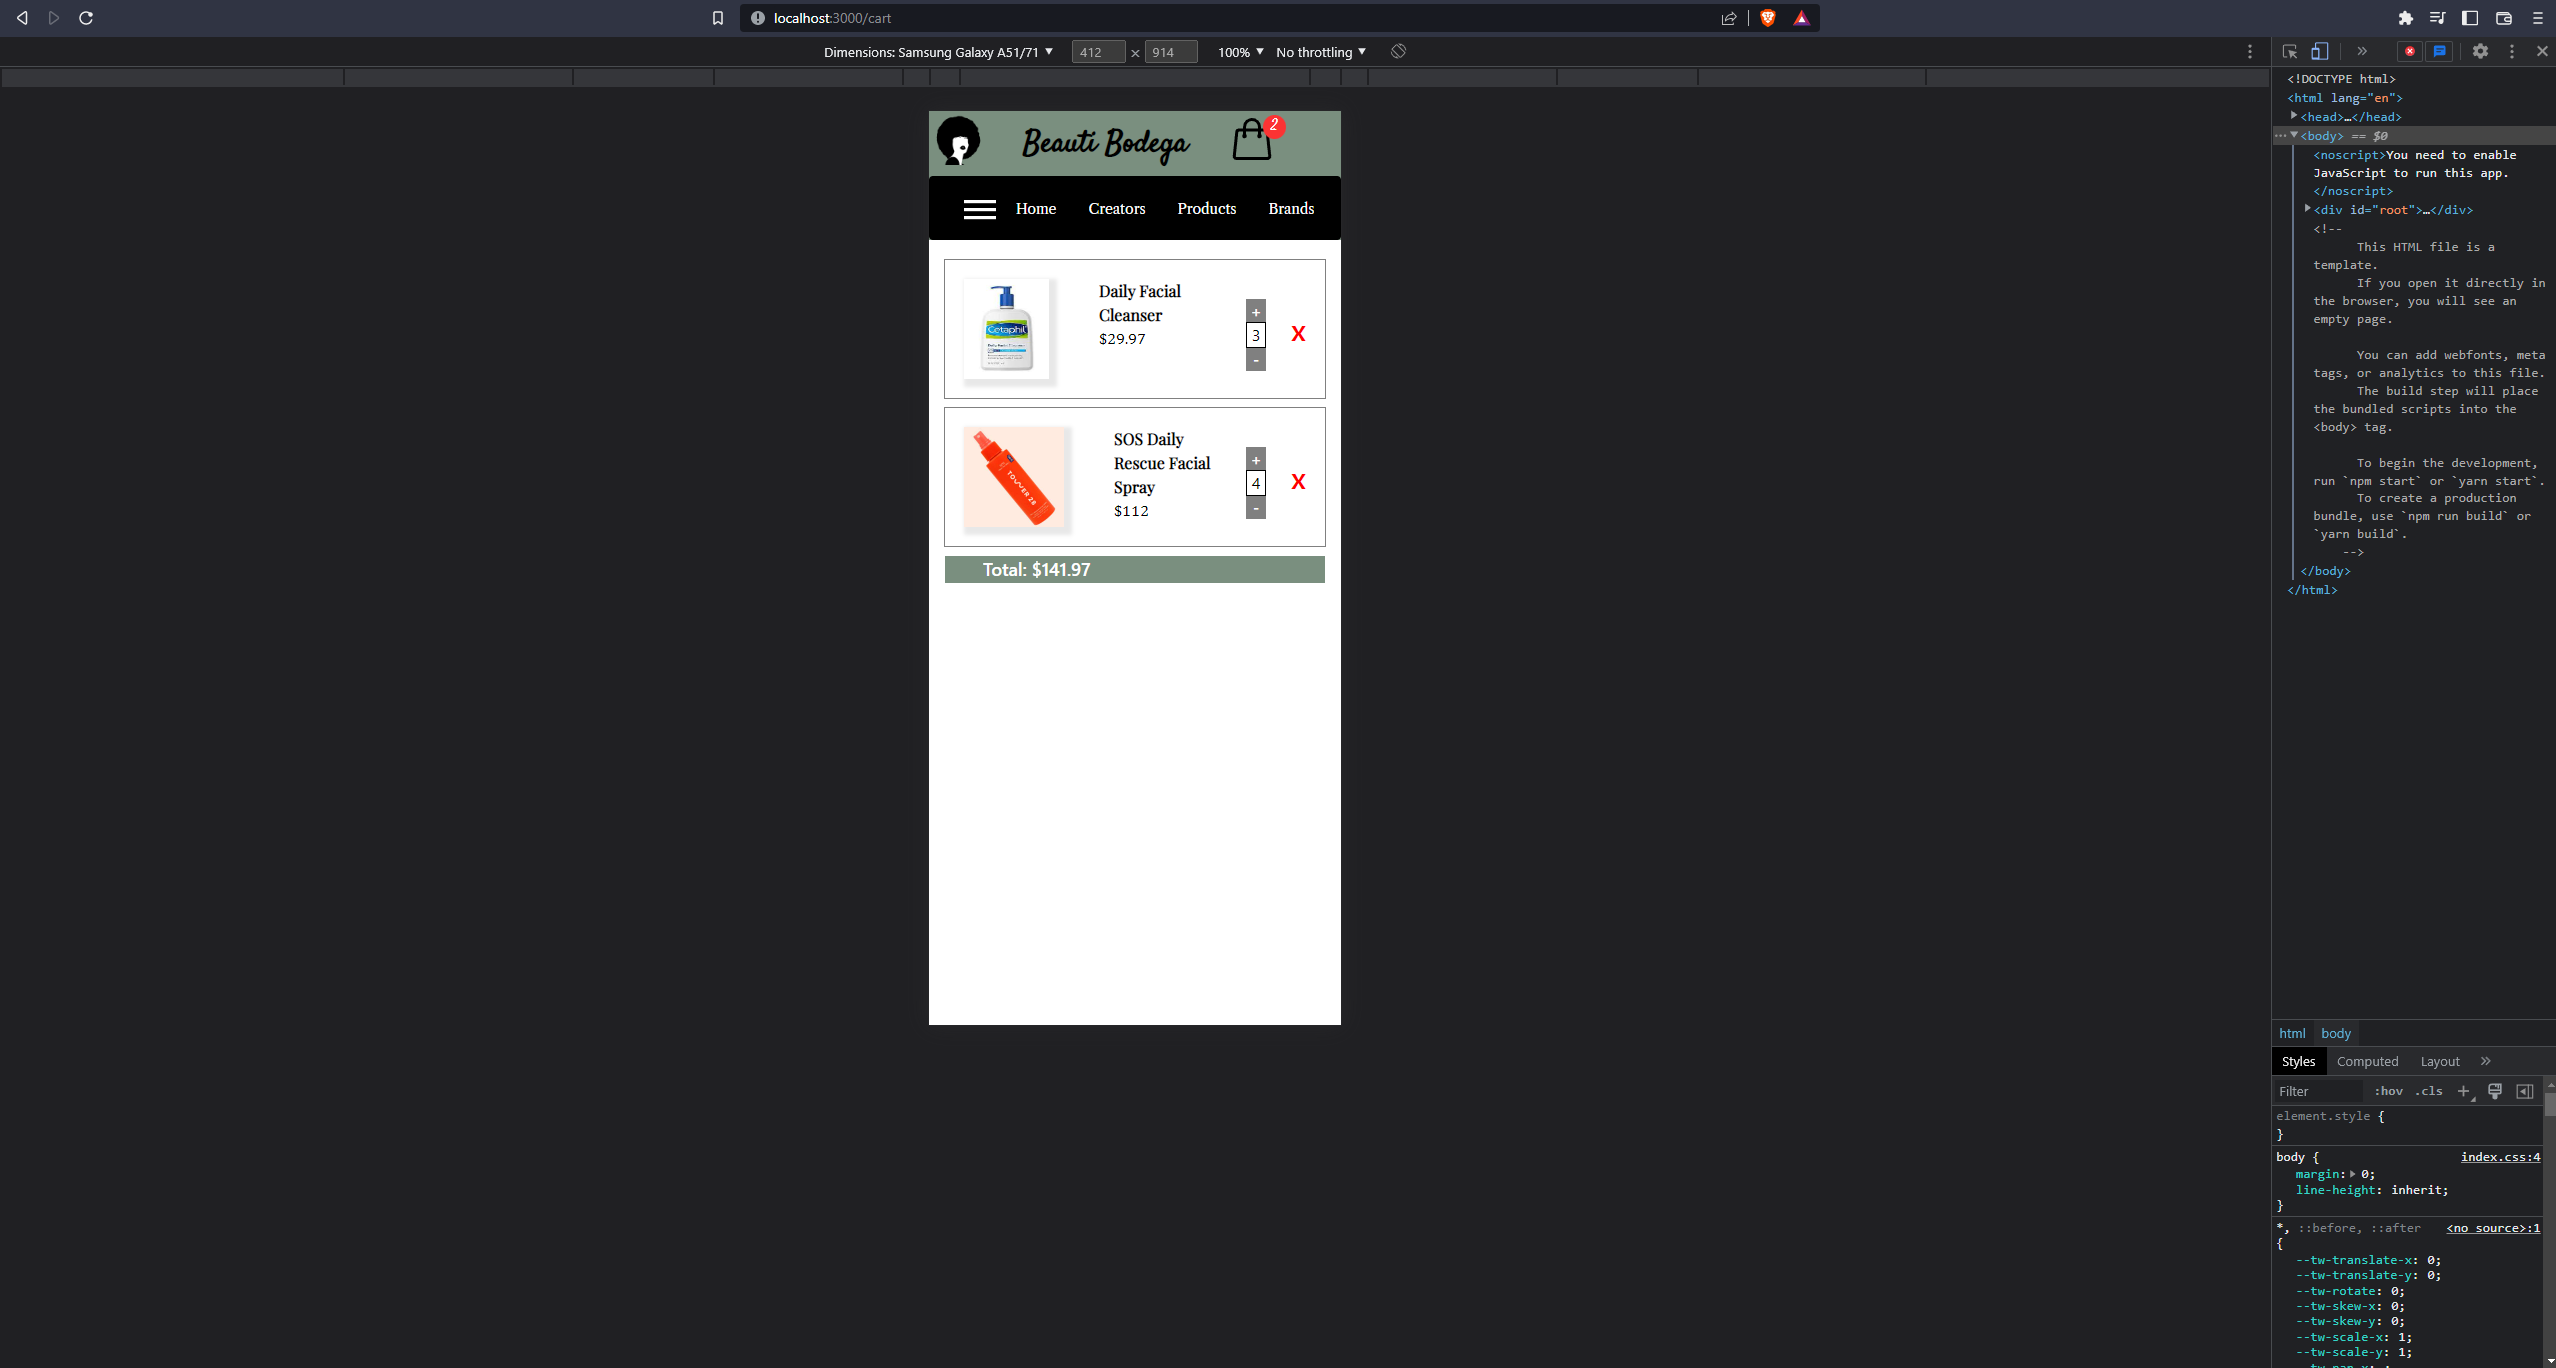 localhost:3000/cart
Dimensions: Samsung Galaxy A51/71 ▼ 412 × 914 100% ▼ No throttling ▼
Beauti Bodega
2
Home Creators Products Brands
Cetaphil
Daily Facial Cleanser
Daily Facial
Cleanser
$29.97
+
3
-
X
TOWER 28
SOS Daily
Rescue Facial
Spray
$112
+
4
-
X
Total: $141.97
<!DOCTYPE html>
<html lang="en">
<head>…</head>
<body> == $0
<noscript>You need to enable
JavaScript to run this app.
</noscript>
<div id="root">…</div>
<!--
This HTML file is a
template.
If you open it directly in
the browser, you will see an
empty page.
You can add webfonts, meta
tags, or analytics to this file.
The build step will place
the bundled scripts into the
<body> tag.
To begin the development,
run `npm start` or `yarn start`.
To create a production
bundle, use `npm run build` or
`yarn build`.
-->
</body>
</html>
html body
Styles Computed Layout »
Filter :hov .cls +
element.style {
}
body { index.css:4
margin: 0;
line-height: inherit;
}
*, ::before, ::after <no source>:1
{
--tw-translate-x: 0;
--tw-translate-y: 0;
--tw-rotate: 0;
--tw-skew-x: 0;
--tw-skew-y: 0;
--tw-scale-x: 1;
--tw-scale-y: 1;